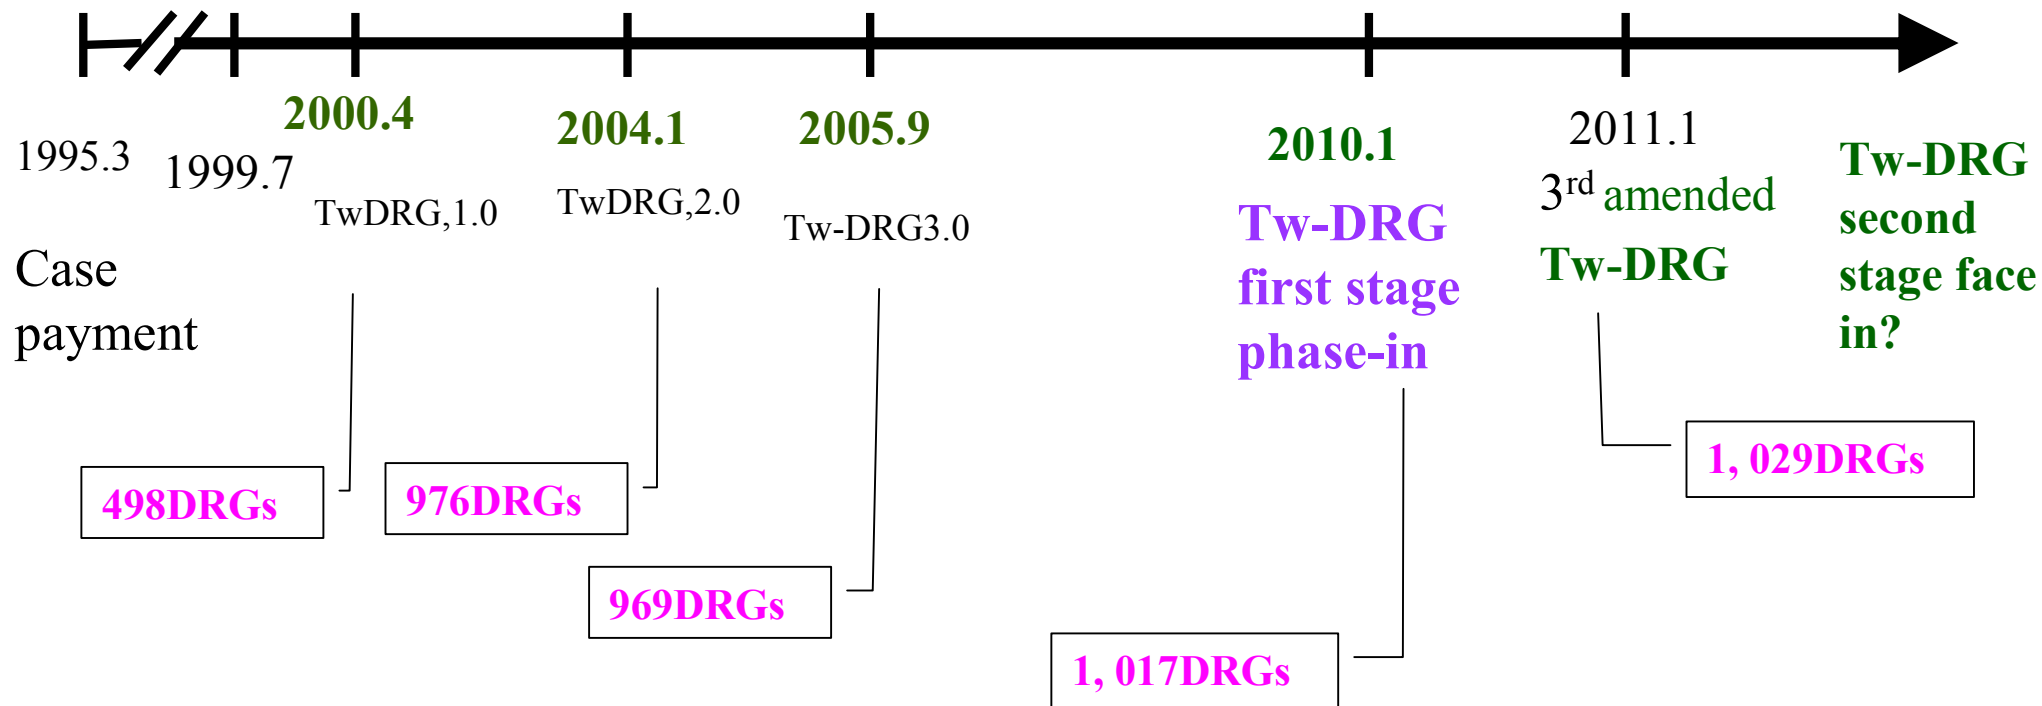 1995.3
Case
payment
1999.7
2000.4
TwDRG,1.0
498DRGs
2004.1
TwDRG,2.0
976DRGs
2005.9
Tw-DRG3.0
969DRGs
2010.1
Tw-DRG
first stage
phase-in
1, 017DRGs
2011.1
3rd amended
Tw-DRG
1, 029DRGs
Tw-DRG
second
stage face
in?